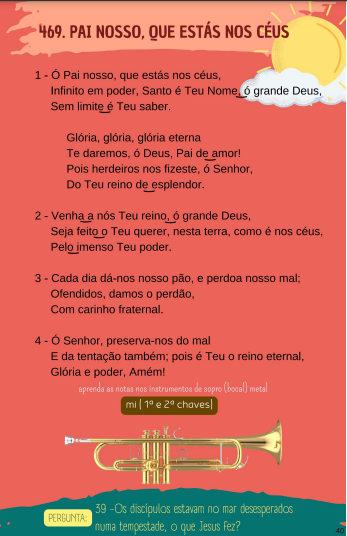 469. PAI NOSSO, QUE ESTÁS NOS CÉUS
1 - Ó Pai nosso, que estás nos céus,
Infinito em poder, Santo é Teu Nome, ó grande Deus,
Sem limite é Teu saber.
Glória, glória, glória eterna
Te daremos, ó Deus, Pai de amor!
Pois herdeiros nos fizeste, ó Senhor,
Do Teu reino de esplendor.
2 - Venha a nós Teu reino, ó grande Deus,
Seja feito o Teu querer, nesta terra, como é nos céus,
Pelo imenso Teu poder.
3 - Cada dia dá-nos nosso pão, e perdoa nosso mal;
Ofendidos, damos o perdão,
Com carinho fraternal.
4 - Ó Senhor, preserva-nos do mal
E da tentação também; pois é Teu o reino eternal,
Glória e poder, Amém!
aprenda as notas nos instrumentos de sopro (bocal) metal
mi ( 1ª e 2ª chaves)
PERGUNTA: 39 -Os discípulos estavam no mar desesperados
numa tempestade, o que Jesus fez?
40